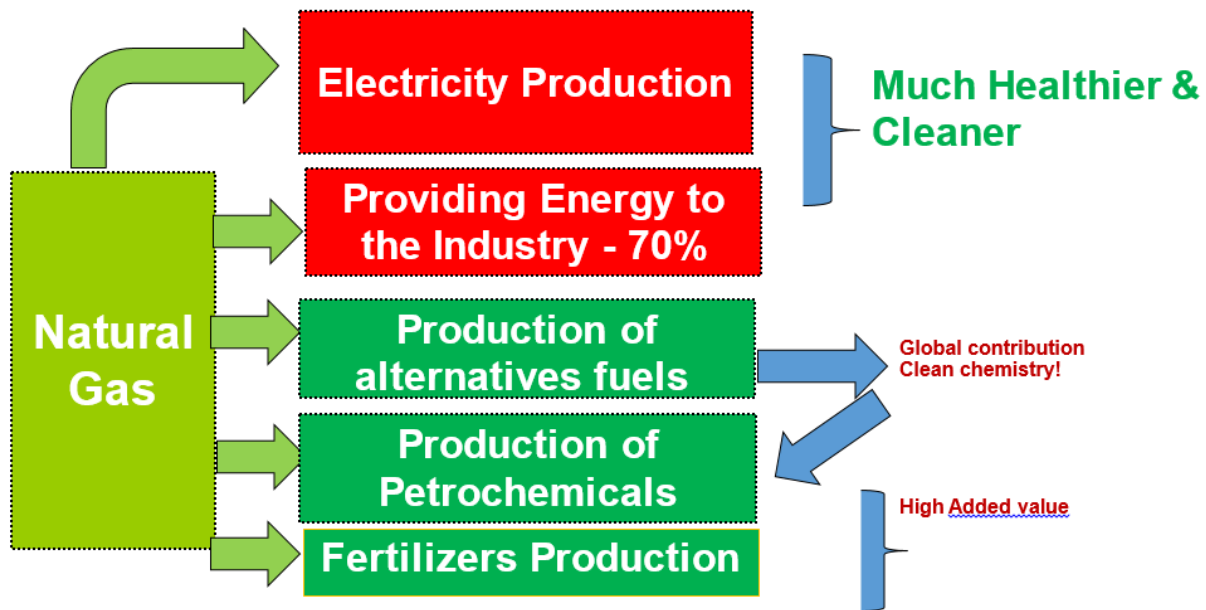 Electricity Production
Much Healthier &
Cleaner
Providing Energy to
the Industry - 70%
Natural
Gas
Production of
alternatives fuels
Global contribution
Clean chemistry!
Production of
Petrochemicals
High Added value
Fertilizers Production